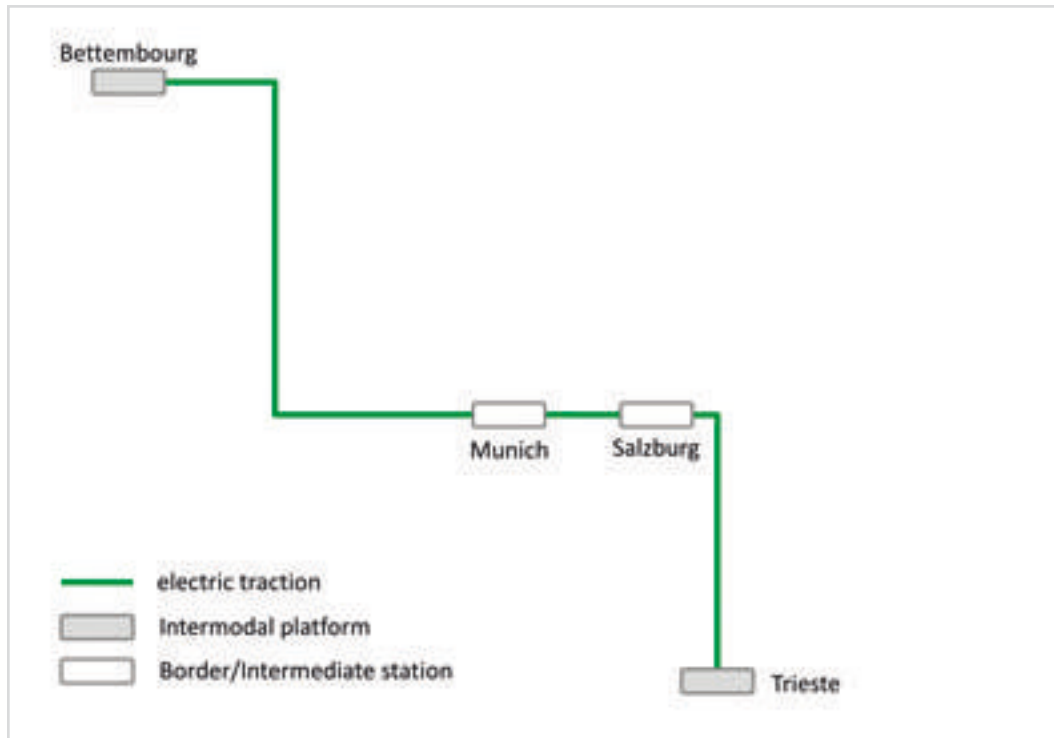 Bettembourg
Munich
Salzburg
electric traction
Intermodal platform
Border/Intermediate station
Trieste